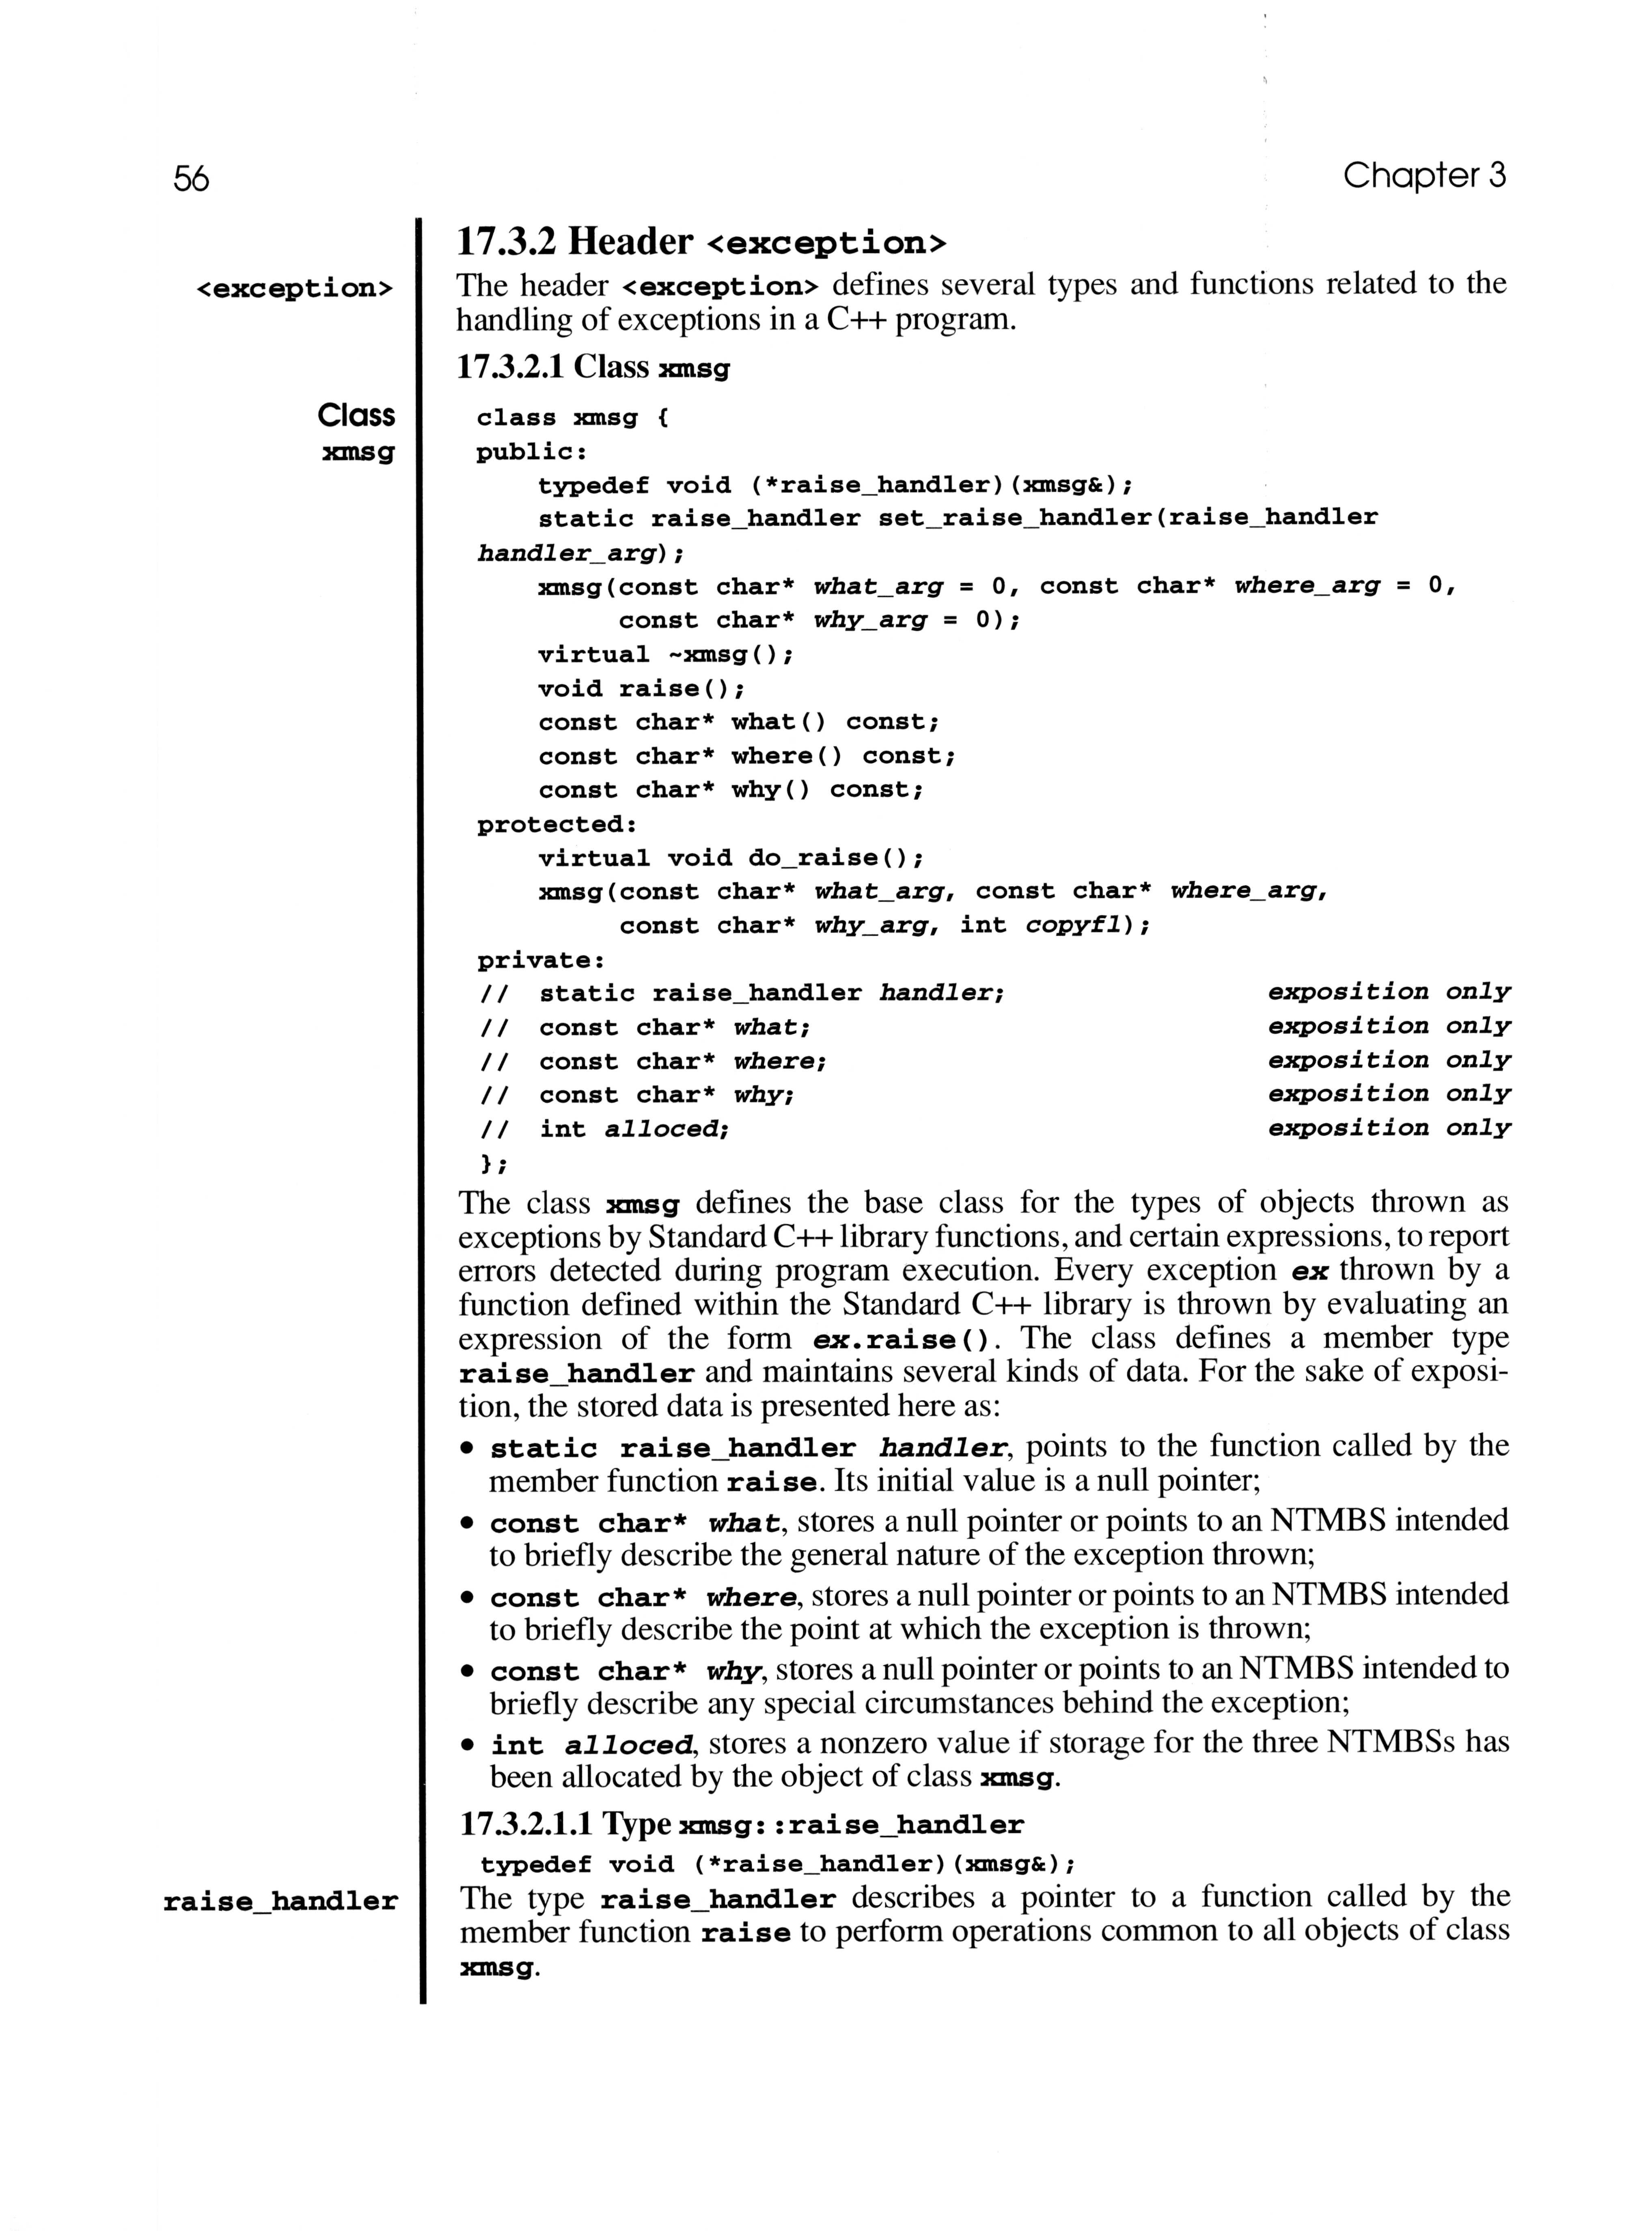 56
Chapter 3
17.3.2 Header <exception>
<exception>
The header <exception> defines several types and functions related to the
handling of exceptions in a C++ program.
17.3.2.1 Class xmsg
Class
xmsg
class xmsg {
public:
    typedef void (*raise_handler)(xmsg&);
    static raise_handler set_raise_handler(raise_handler
handler_arg);
    xmsg(const char* what_arg = 0, const char* where_arg = 0,
         const char* why_arg = 0);
    virtual ~xmsg();
    void raise();
    const char* what() const;
    const char* where() const;
    const char* why() const;
protected:
    virtual void do_raise();
    xmsg(const char* what_arg, const char* where_arg,
         const char* why_arg, int copyfl);
private:
//  static raise_handler handler;    exposition only
//  const char* what;    exposition only
//  const char* where;    exposition only
//  const char* why;    exposition only
//  int alloced;    exposition only
};
The class xmsg defines the base class for the types of objects thrown as
exceptions by Standard C++ library functions, and certain expressions, to report
errors detected during program execution. Every exception ex thrown by a
function defined within the Standard C++ library is thrown by evaluating an
expression of the form ex.raise(). The class defines a member type
raise_handler and maintains several kinds of data. For the sake of exposi-
tion, the stored data is presented here as:
• static raise_handler handler, points to the function called by the
member function raise. Its initial value is a null pointer;
• const char* what, stores a null pointer or points to an NTMBS intended
to briefly describe the general nature of the exception thrown;
• const char* where, stores a null pointer or points to an NTMBS intended
to briefly describe the point at which the exception is thrown;
• const char* why, stores a null pointer or points to an NTMBS intended to
briefly describe any special circumstances behind the exception;
• int alloced, stores a nonzero value if storage for the three NTMBSs has
been allocated by the object of class xmsg.
17.3.2.1.1 Type xmsg::raise_handler
typedef void (*raise_handler)(xmsg&);
raise_handler
The type raise_handler describes a pointer to a function called by the
member function raise to perform operations common to all objects of class
xmsg.